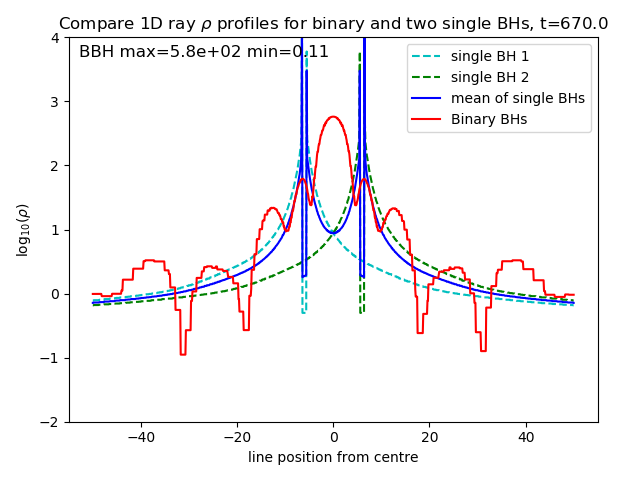 Compare 1D ray ρ profiles for binary and two single BHs, t=670.0
BBH max=5.8e+02 min=0.11
single BH 1
single BH 2
mean of single BHs
Binary BHs
log₁₀(ρ)
4
3
2
1
0
−1
−2
−40 −20 0 20 40
line position from centre